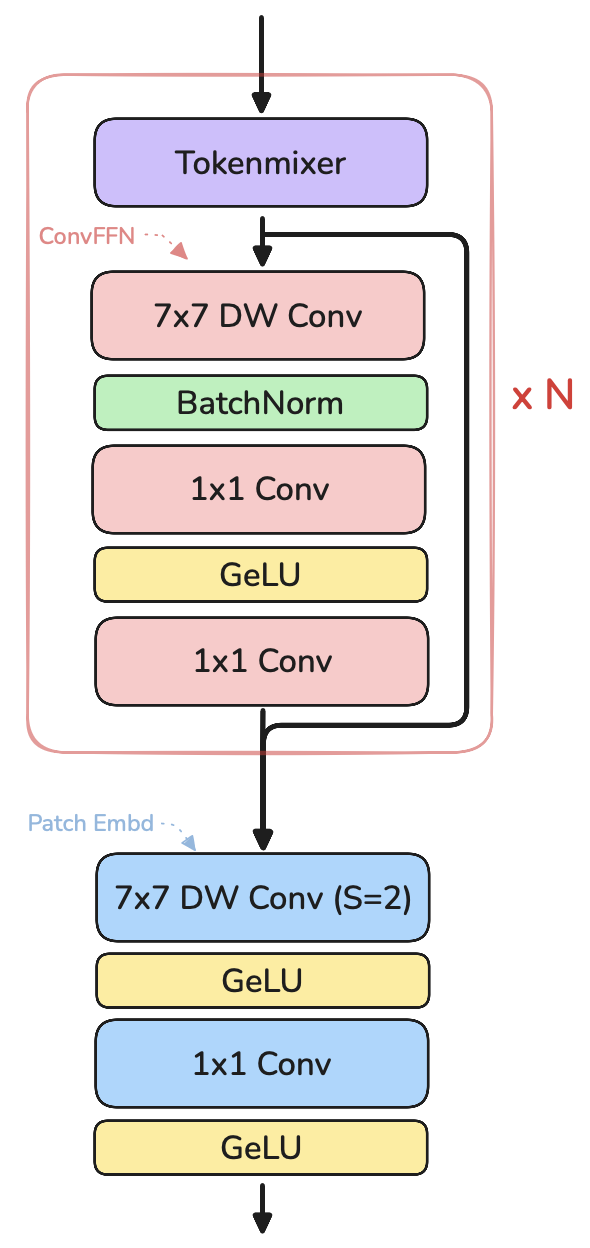 Tokenmixer
ConvFFN
7x7 DW Conv
BatchNorm
x N
1x1 Conv
GeLU
1x1 Conv
Patch Embd
7x7 DW Conv (S=2)
GeLU
1x1 Conv
GeLU